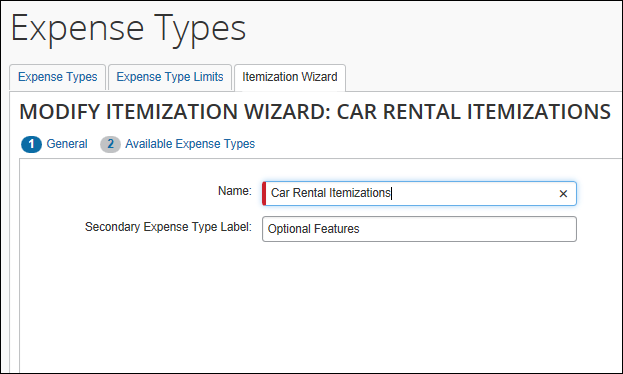 Expense Types
Expense Types Expense Type Limits Itemization Wizard
MODIFY ITEMIZATION WIZARD: CAR RENTAL ITEMIZATIONS
1 General 2 Available Expense Types
Name: Car Rental Itemizations ×
Secondary Expense Type Label: Optional Features